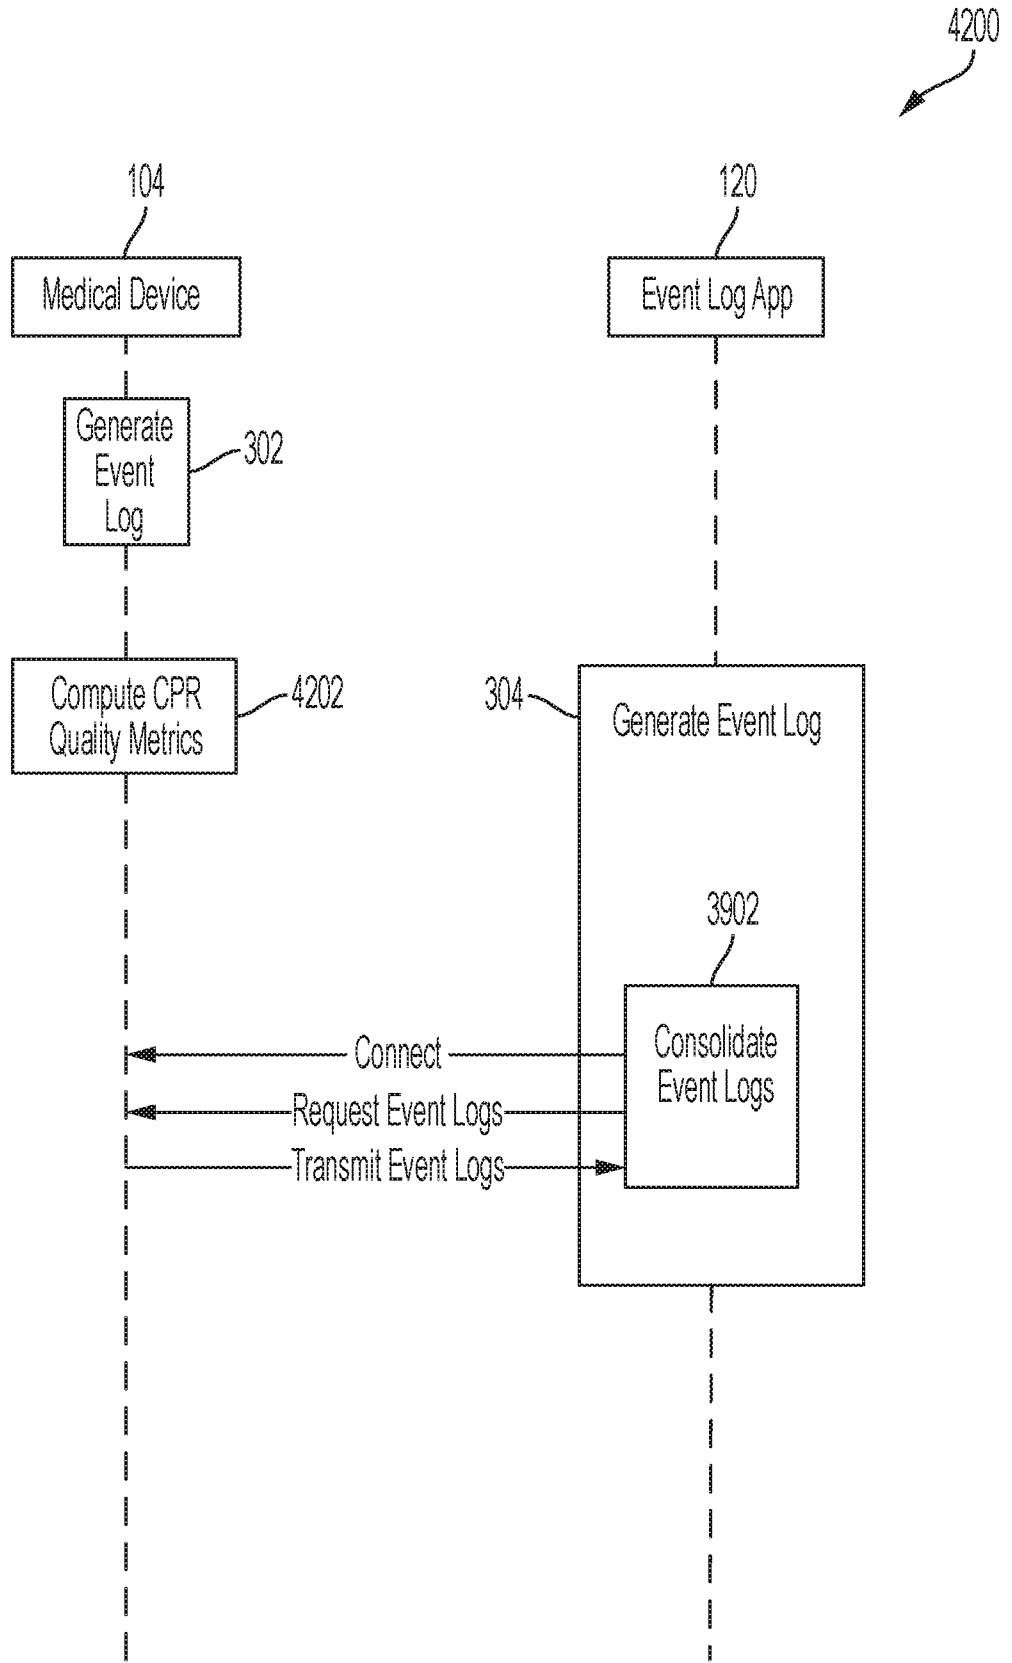 4200
104
120
Medical Device
Event Log App
Generate
Event
Log
302
Compute CPR
Quality Metrics
4202
304
Generate Event Log
3902
Consolidate
Event Logs
Connect
Request Event Logs
Transmit Event Logs